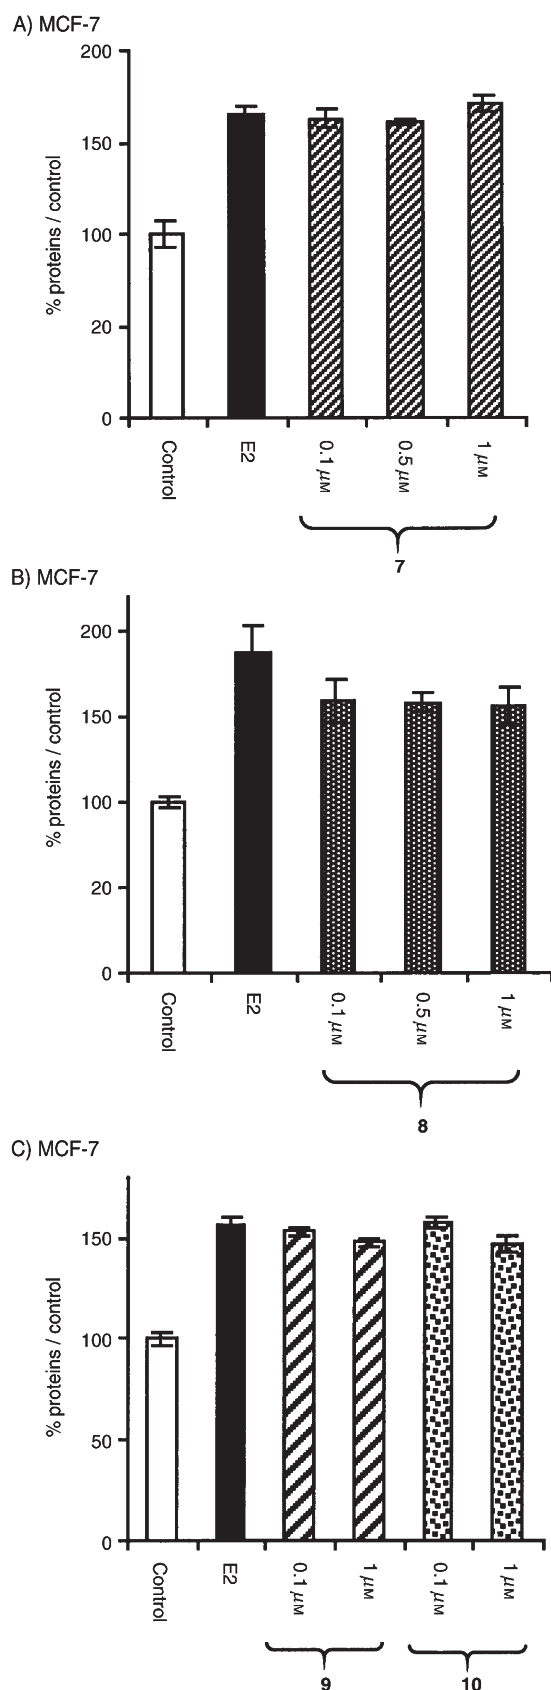 A) MCF-7
200
150
100
20
0
% proteins / control
Control
E2
0.1 μM
0.5 μM
1 μM
7
B) MCF-7
200
150
100
20
0
% proteins / control
Control
E2
0.1 μM
0.5 μM
1 μM
8
C) MCF-7
150
100
50
0
% proteins / control
Control
E2
0.1 μM
1 μM
0.1 μM
1 μM
9
10